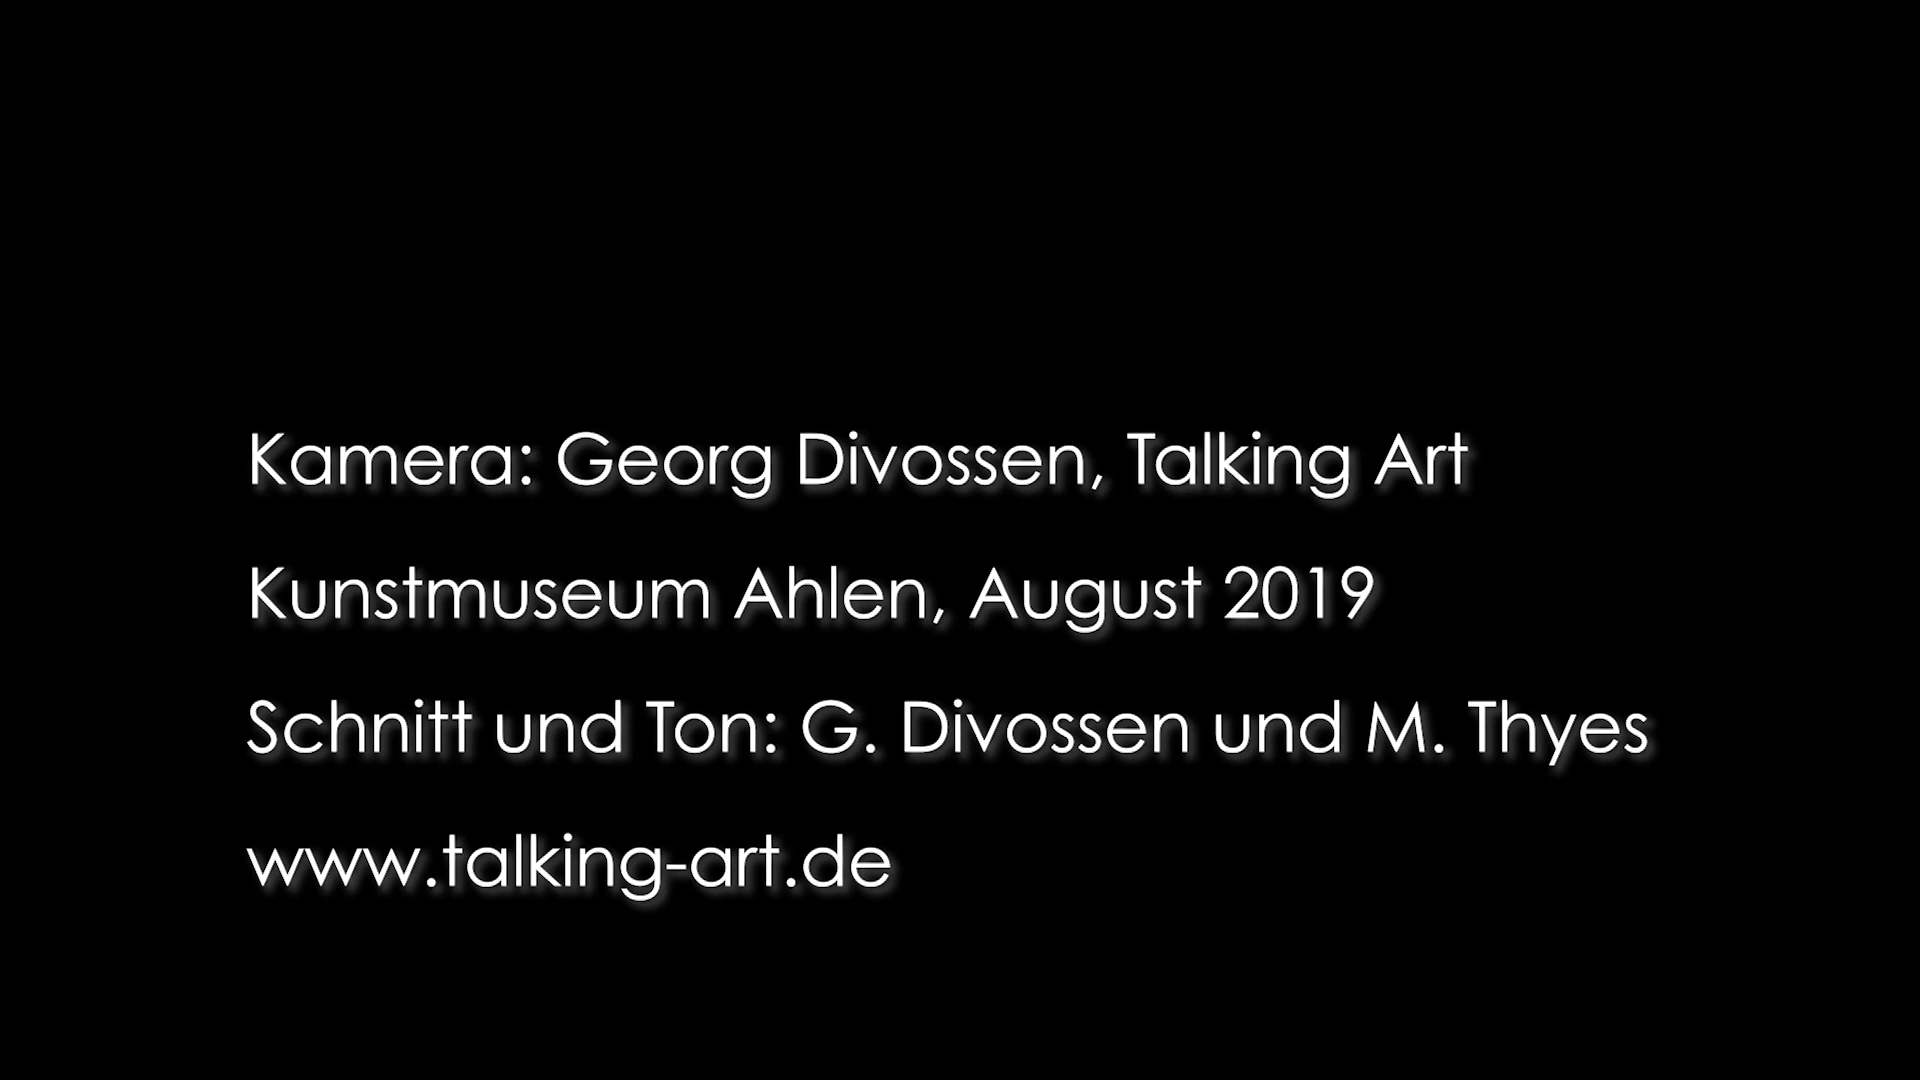 Kamera: Georg Divossen, Talking Art
Kunstmuseum Ahlen, August 2019
Schnitt und Ton: G. Divossen und M. Thyes
www.talking-art.de